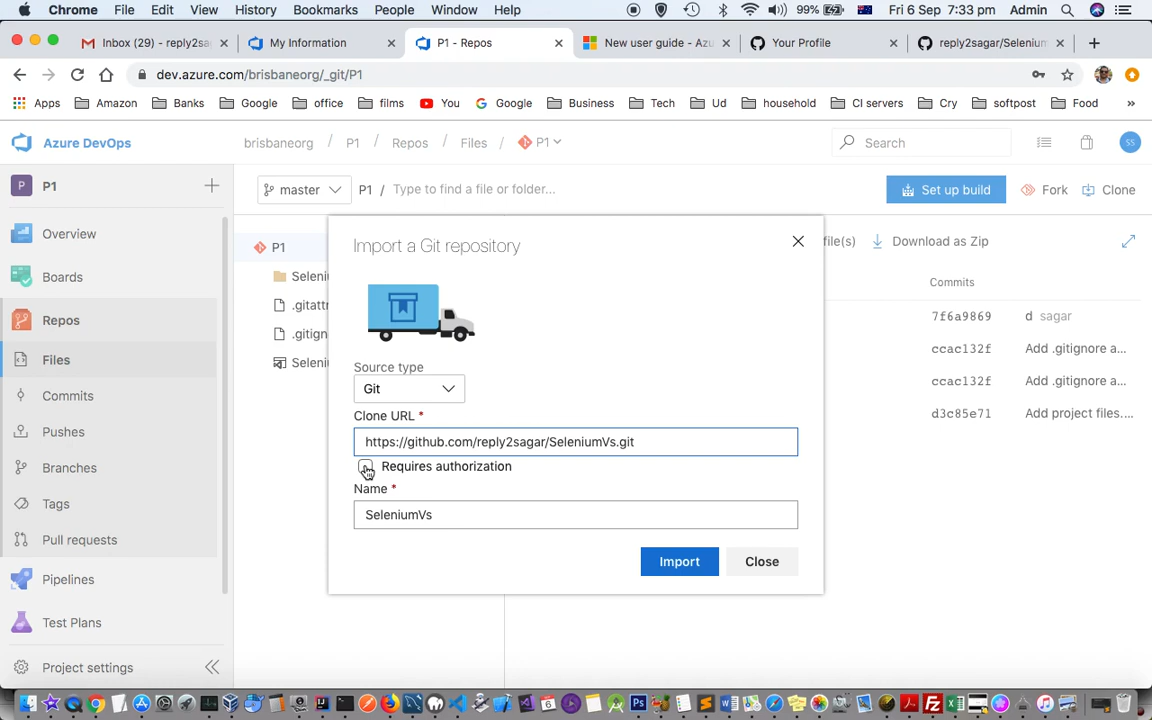 Chrome File Edit View History Bookmarks People Window Help 99% Fri 6 Sep 7:33 pm Admin
Inbox (29) - reply2sa
My Information
P1 - Repos
New user guide - Azu
Your Profile
reply2sagar/Selenium
dev.azure.com/brisbaneorg/_git/P1
Apps Amazon Banks Google office films You Google Business Tech Ud household CI servers Cry softpost Food »
Azure DevOps brisbaneorg / P1 / Repos / Files / P1 Search SS
P P1
master P1 / Type to find a file or folder... Set up build Fork Clone
Overview
Boards
Repos
Files
Commits
Pushes
Branches
Tags
Pull requests
Pipelines
Test Plans
Project settings
P1
Seleni
.gitattr
.gitign
Seleni
file(s) Download as Zip
Commits
7f6a9869 d sagar
ccac132f Add .gitignore a...
ccac132f Add .gitignore a...
d3c85e71 Add project files....
Import a Git repository
Source type
Git
Clone URL *
https://github.com/reply2sagar/SeleniumVs.git
Requires authorization
Name *
SeleniumVs
Import Close